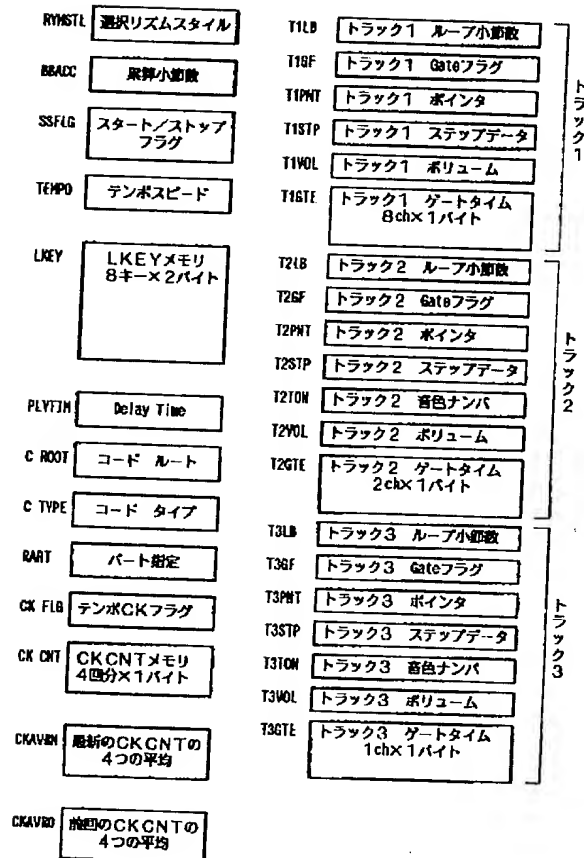 RYMSTL 選択リズムスタイル
BBACC 累算小節数
SSFLG スタート／ストップ
フラグ
TEMPO テンポスピード
LKEY LKEYメモリ
8キー×2バイト
PLYTIM Delay Time
C ROOT コード ルート
C TYPE コード タイプ
RART パート指定
CK FLG テンポCKフラグ
CK CNT CKCNTメモリ
4回分×1バイト
CKAVRN 最新のCKCNTの
4つの平均
CKAVRO 前回のCKCNTの
4つの平均
T1LB トラック1 ループ小節数
T1GF トラック1 Gateフラグ
T1PNT トラック1 ポインタ
T1STP トラック1 ステップデータ
T1VOL トラック1 ボリューム
T1GTE トラック1 ゲートタイム
8ch×1バイト
トラック1
T2LB トラック2 ループ小節数
T2GF トラック2 Gateフラグ
T2PNT トラック2 ポインタ
T2STP トラック2 ステップデータ
T2TON トラック2 音色ナンバ
T2VOL トラック2 ボリューム
T2GTE トラック2 ゲートタイム
2ch×1バイト
トラック2
T3LB トラック3 ループ小節数
T3GF トラック3 Gateフラグ
T3PNT トラック3 ポインタ
T3STP トラック3 ステップデータ
T3TON トラック3 音色ナンバ
T3VOL トラック3 ボリューム
T3GTE トラック3 ゲートタイム
1ch×1バイト
トラック3